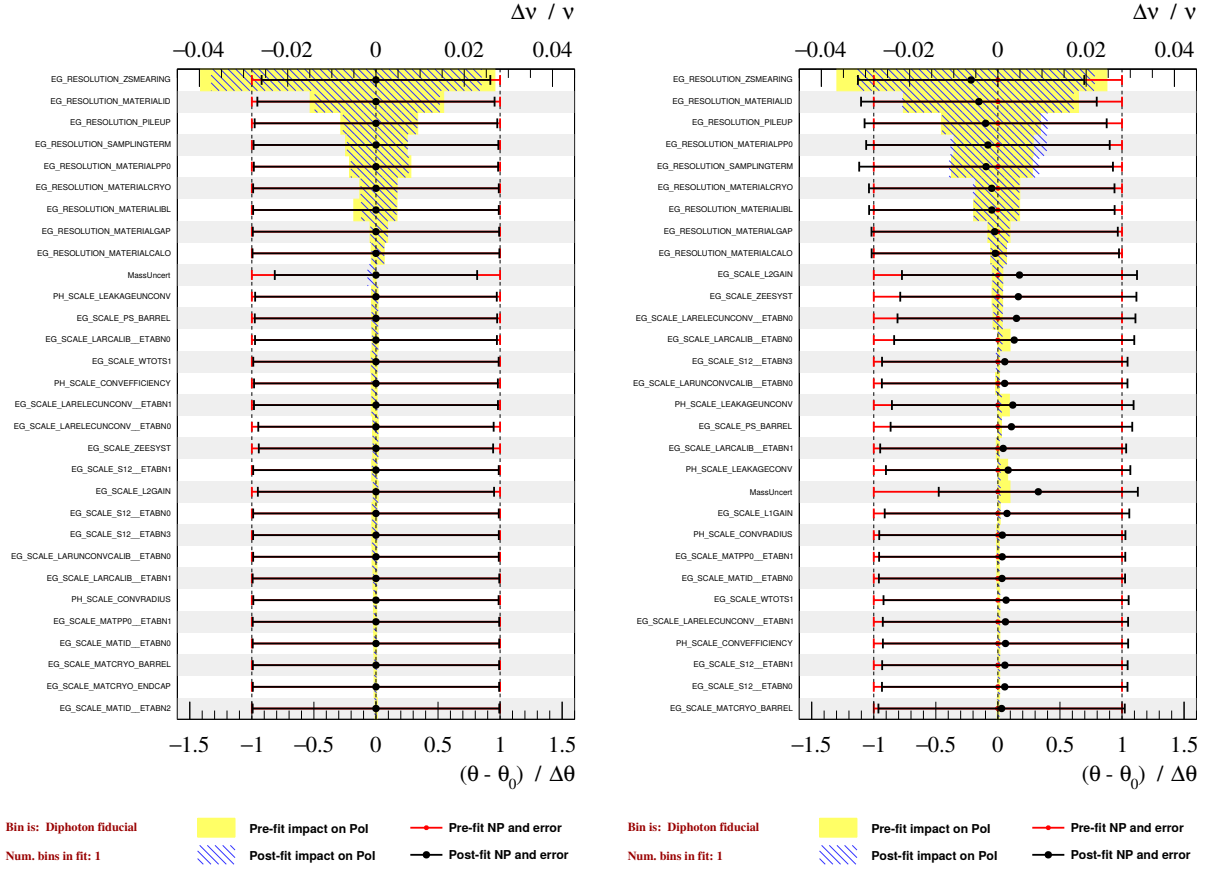 Δν / ν
−0.04 −0.02 0 0.02 0.04
EG_RESOLUTION_ZSMEARING
EG_RESOLUTION_MATERIALID
EG_RESOLUTION_PILEUP
EG_RESOLUTION_SAMPLINGTERM
EG_RESOLUTION_MATERIALPP0
EG_RESOLUTION_MATERIALCRYO
EG_RESOLUTION_MATERIALIBL
EG_RESOLUTION_MATERIALGAP
EG_RESOLUTION_MATERIALCALO
MassUncert
PH_SCALE_LEAKAGEUNCONV
EG_SCALE_PS_BARREL
EG_SCALE_LARCALIB__ETABN0
EG_SCALE_WTOTS1
PH_SCALE_CONVEFFICIENCY
EG_SCALE_LARELECUNCONV__ETABN1
EG_SCALE_LARELECUNCONV__ETABN0
EG_SCALE_ZEESYST
EG_SCALE_S12__ETABN1
EG_SCALE_L2GAIN
EG_SCALE_S12__ETABN0
EG_SCALE_S12__ETABN3
EG_SCALE_LARUNCONVCALIB__ETABN0
EG_SCALE_LARCALIB__ETABN1
PH_SCALE_CONVRADIUS
EG_SCALE_MATPP0__ETABN1
EG_SCALE_MATID__ETABN0
EG_SCALE_MATCRYO_BARREL
EG_SCALE_MATCRYO_ENDCAP
EG_SCALE_MATID__ETABN2
−1.5 −1 −0.5 0 0.5 1 1.5
(θ - θ0) / Δθ
Bin is: Diphoton fiducial
Num. bins in fit: 1
Pre-fit impact on PoI
Post-fit impact on PoI
Pre-fit NP and error
Post-fit NP and error
Δν / ν
−0.04 −0.02 0 0.02 0.04
EG_RESOLUTION_ZSMEARING
EG_RESOLUTION_MATERIALID
EG_RESOLUTION_PILEUP
EG_RESOLUTION_MATERIALPP0
EG_RESOLUTION_SAMPLINGTERM
EG_RESOLUTION_MATERIALCRYO
EG_RESOLUTION_MATERIALIBL
EG_RESOLUTION_MATERIALGAP
EG_RESOLUTION_MATERIALCALO
EG_SCALE_L2GAIN
EG_SCALE_ZEESYST
EG_SCALE_LARELECUNCONV__ETABN0
EG_SCALE_LARCALIB__ETABN0
EG_SCALE_S12__ETABN3
EG_SCALE_LARUNCONVCALIB__ETABN0
PH_SCALE_LEAKAGEUNCONV
EG_SCALE_PS_BARREL
EG_SCALE_LARCALIB__ETABN1
PH_SCALE_LEAKAGECONV
MassUncert
EG_SCALE_L1GAIN
PH_SCALE_CONVRADIUS
EG_SCALE_MATPP0__ETABN1
EG_SCALE_MATID__ETABN0
EG_SCALE_WTOTS1
EG_SCALE_LARELECUNCONV__ETABN1
PH_SCALE_CONVEFFICIENCY
EG_SCALE_S12__ETABN1
EG_SCALE_S12__ETABN0
EG_SCALE_MATCRYO_BARREL
−1.5 −1 −0.5 0 0.5 1 1.5
(θ - θ0) / Δθ
Bin is: Diphoton fiducial
Num. bins in fit: 1
Pre-fit impact on PoI
Post-fit impact on PoI
Pre-fit NP and error
Post-fit NP and error